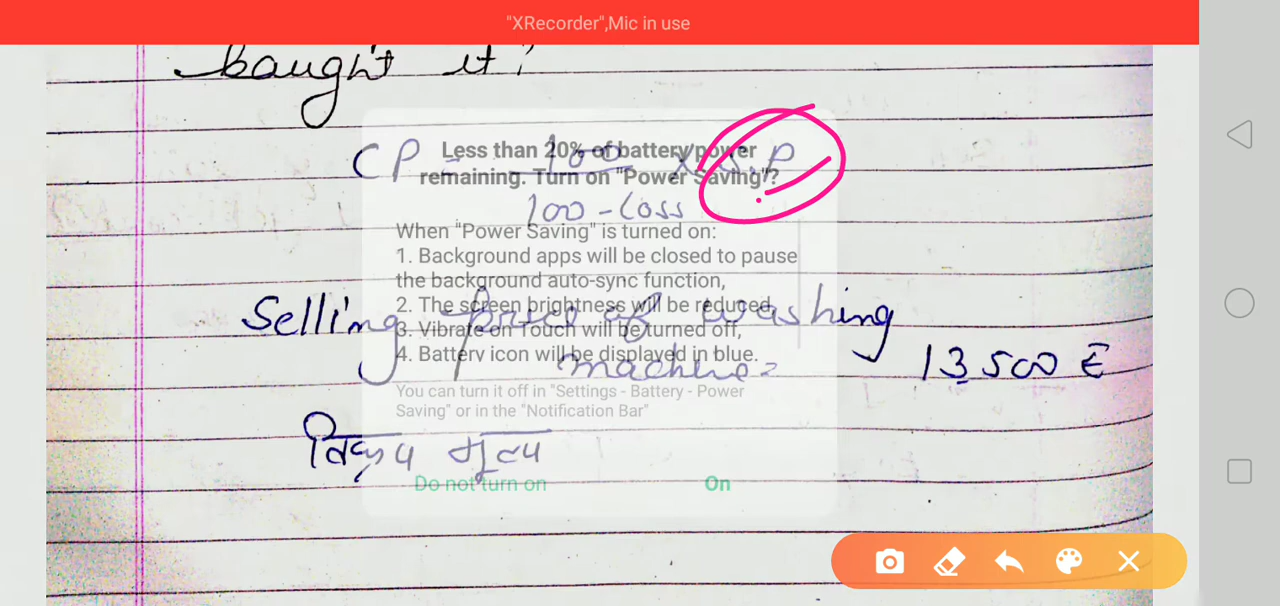 "XRecorder",Mic in use
baught it?
CP = 100 × S.P
100 - Loss
Less than 20% of battery power
remaining. Turn on "Power Saving"?
When "Power Saving" is turned on:
1. Background apps will be closed to pause
the background auto-sync function,
2. The screen brightness will be reduced,
3. Vibrate on Touch will be turned off,
4. Battery icon will be displayed in blue.
You can turn it off in "Settings - Battery - Power
Saving" or in the "Notification Bar"
Do not turn on On
Selling price of washing
machine = 13500
विक्रय मूल्य